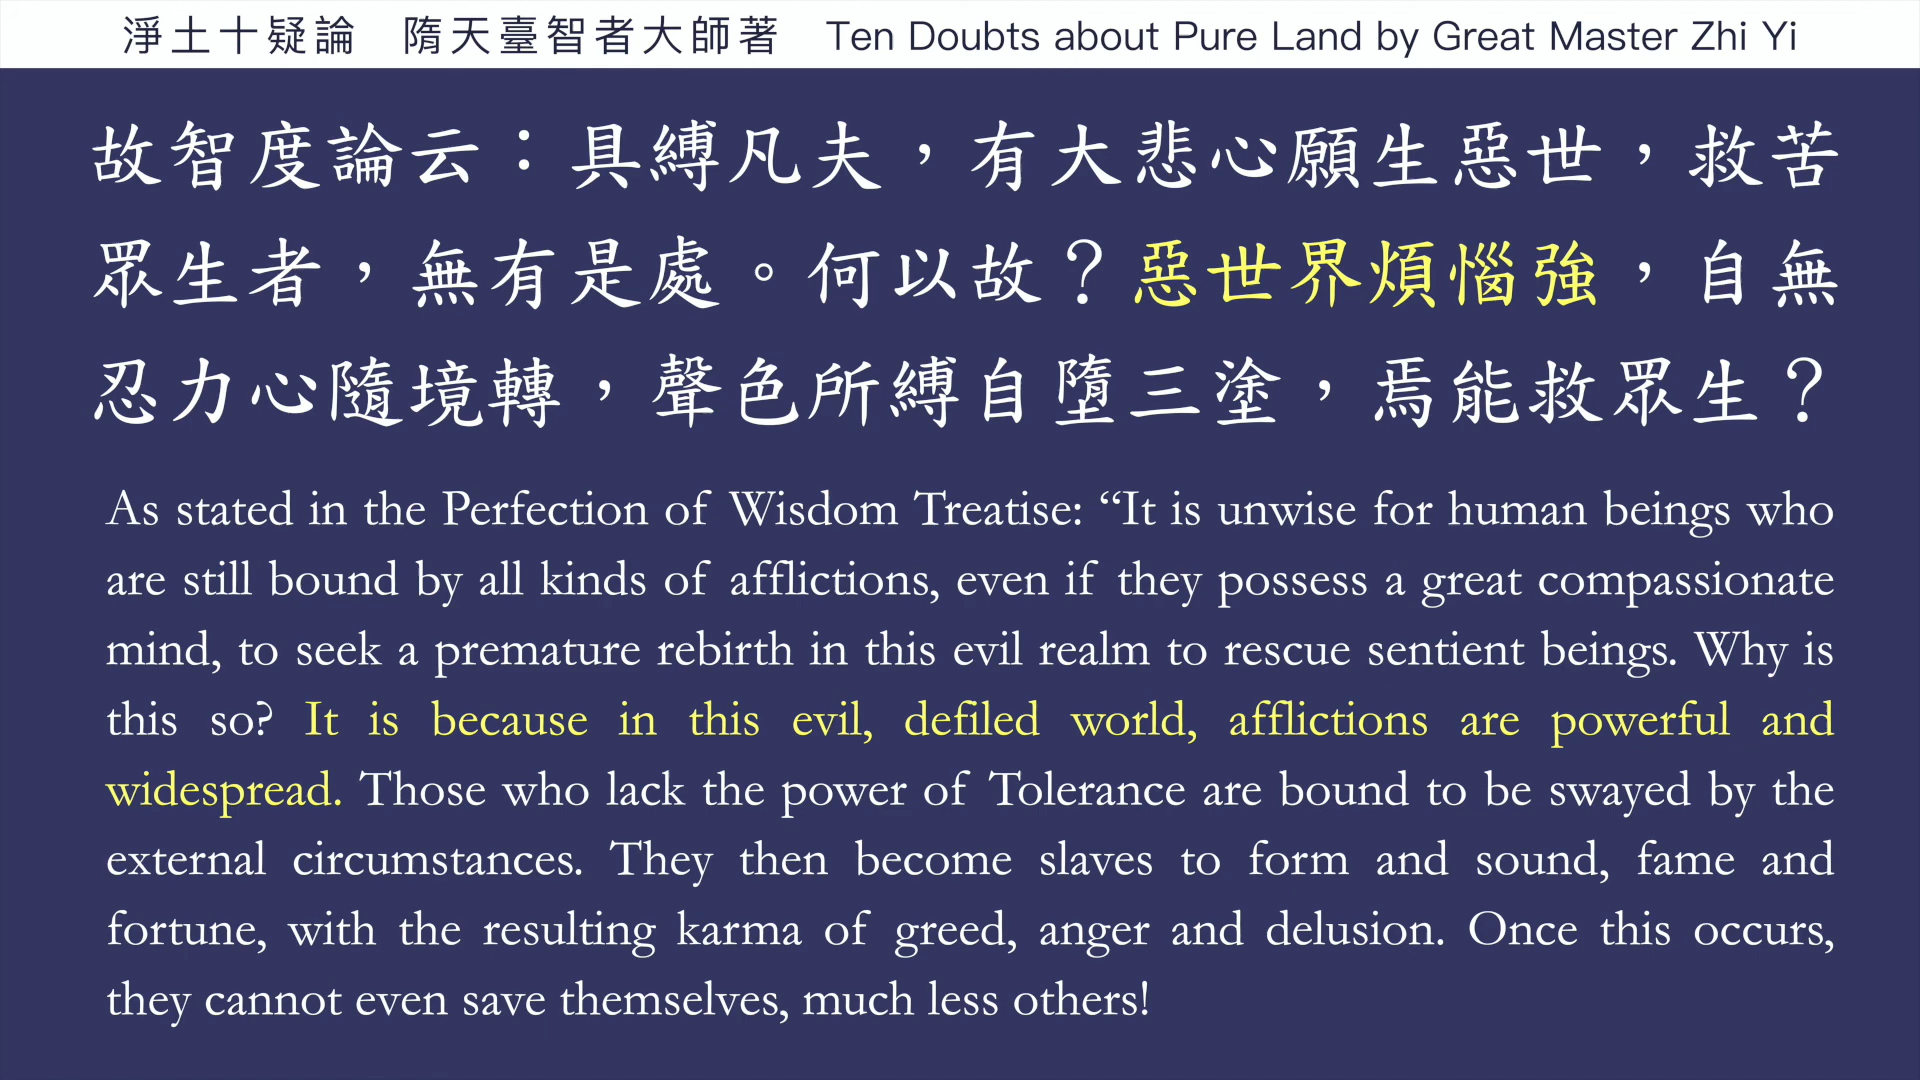 淨土十疑論　隋天臺智者大師著　Ten Doubts about Pure Land by Great Master Zhi Yi
故智度論云：具縛凡夫，有大悲心願生惡世，救苦
眾生者，無有是處。何以故？惡世界煩惱強，自無
忍力心隨境轉，聲色所縛自墮三塗，焉能救眾生？
As stated in the Perfection of Wisdom Treatise: “It is unwise for human beings who
are still bound by all kinds of afflictions, even if they possess a great compassionate
mind, to seek a premature rebirth in this evil realm to rescue sentient beings. Why is
this so? It is because in this evil, defiled world, afflictions are powerful and
widespread. Those who lack the power of Tolerance are bound to be swayed by the
external circumstances. They then become slaves to form and sound, fame and
fortune, with the resulting karma of greed, anger and delusion. Once this occurs,
they cannot even save themselves, much less others!